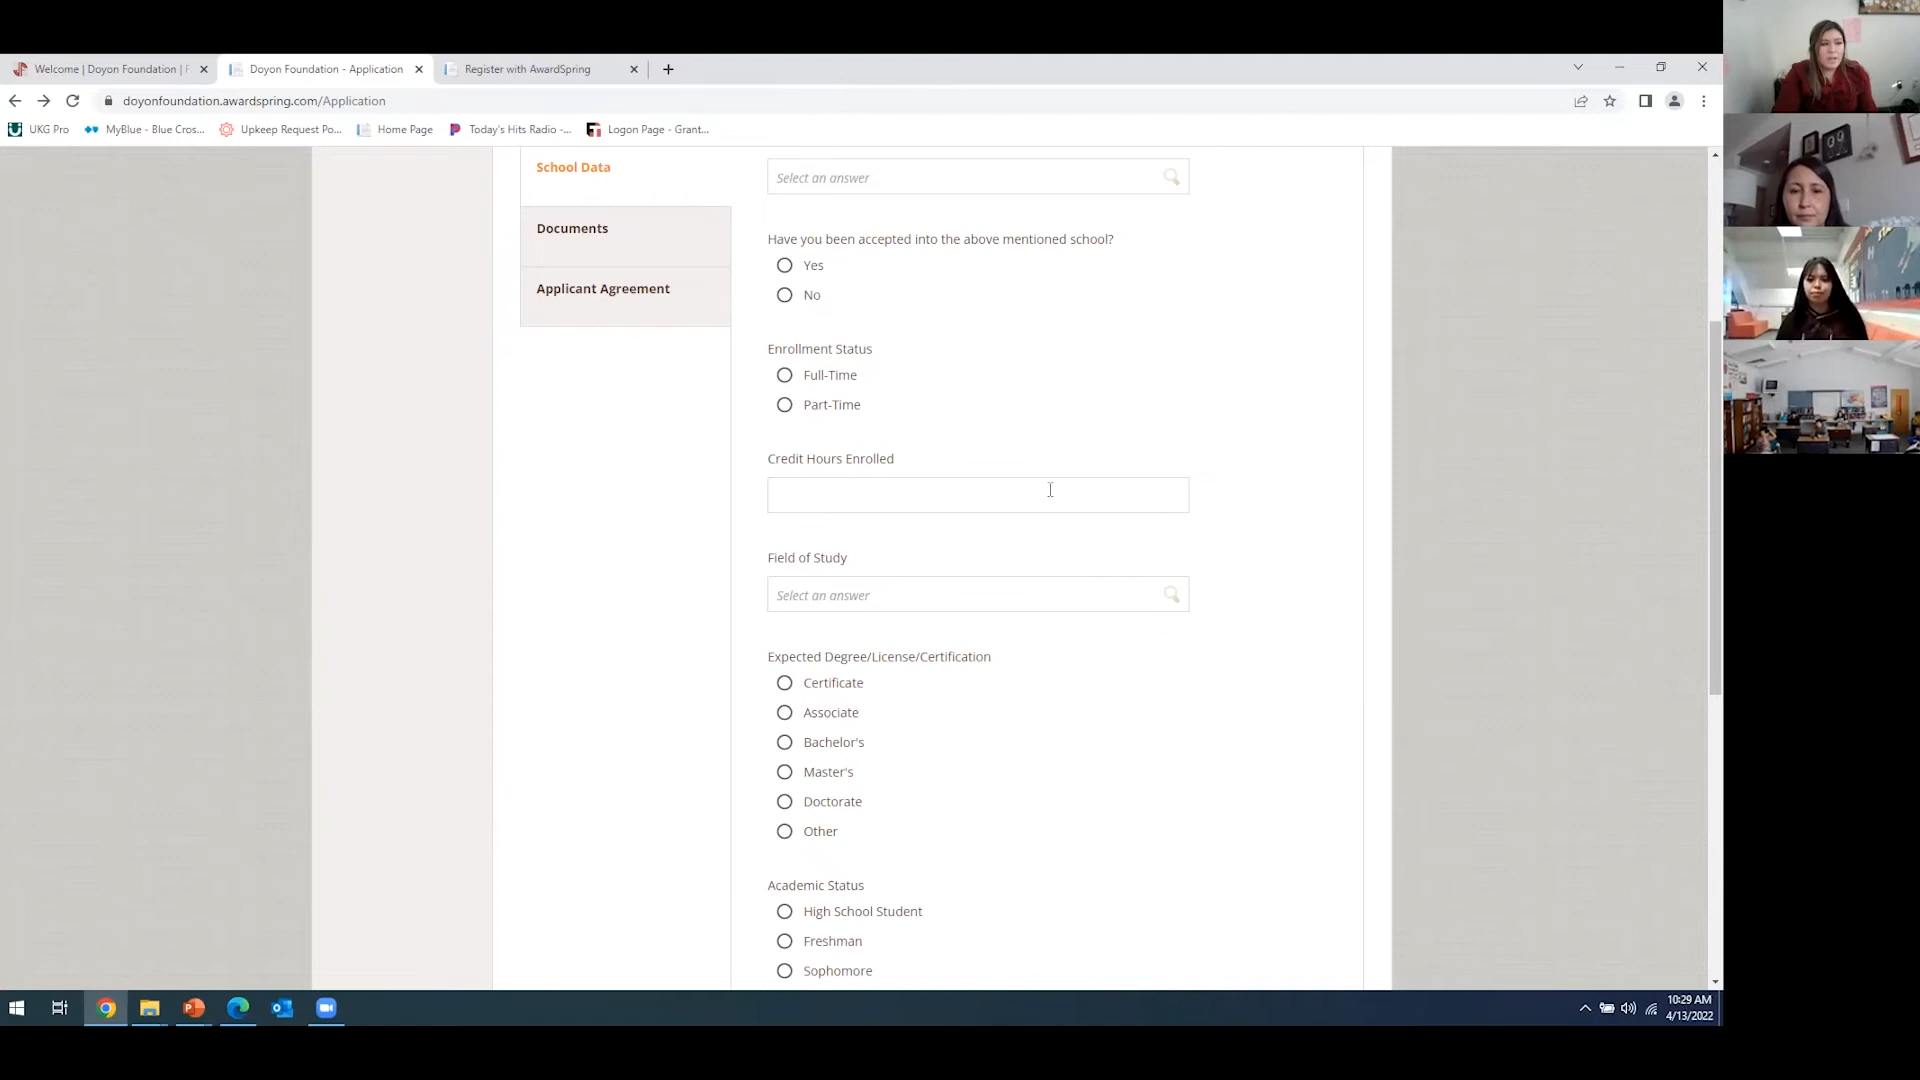 Welcome | Doyon Foundation | F
Doyon Foundation - Application
Register with AwardSpring
doyonfoundation.awardspring.com/Application
UKG Pro
MyBlue - Blue Cros...
Upkeep Request Po...
Home Page
Today's Hits Radio -...
Logon Page - Grant...
School Data
Select an answer
Documents
Have you been accepted into the above mentioned school?
Yes
Applicant Agreement
No
Enrollment Status
Full-Time
Part-Time
Credit Hours Enrolled
Field of Study
Select an answer
Expected Degree/License/Certification
Certificate
Associate
Bachelor's
Master's
Doctorate
Other
Academic Status
High School Student
Freshman
Sophomore
10:29 AM
4/13/2022